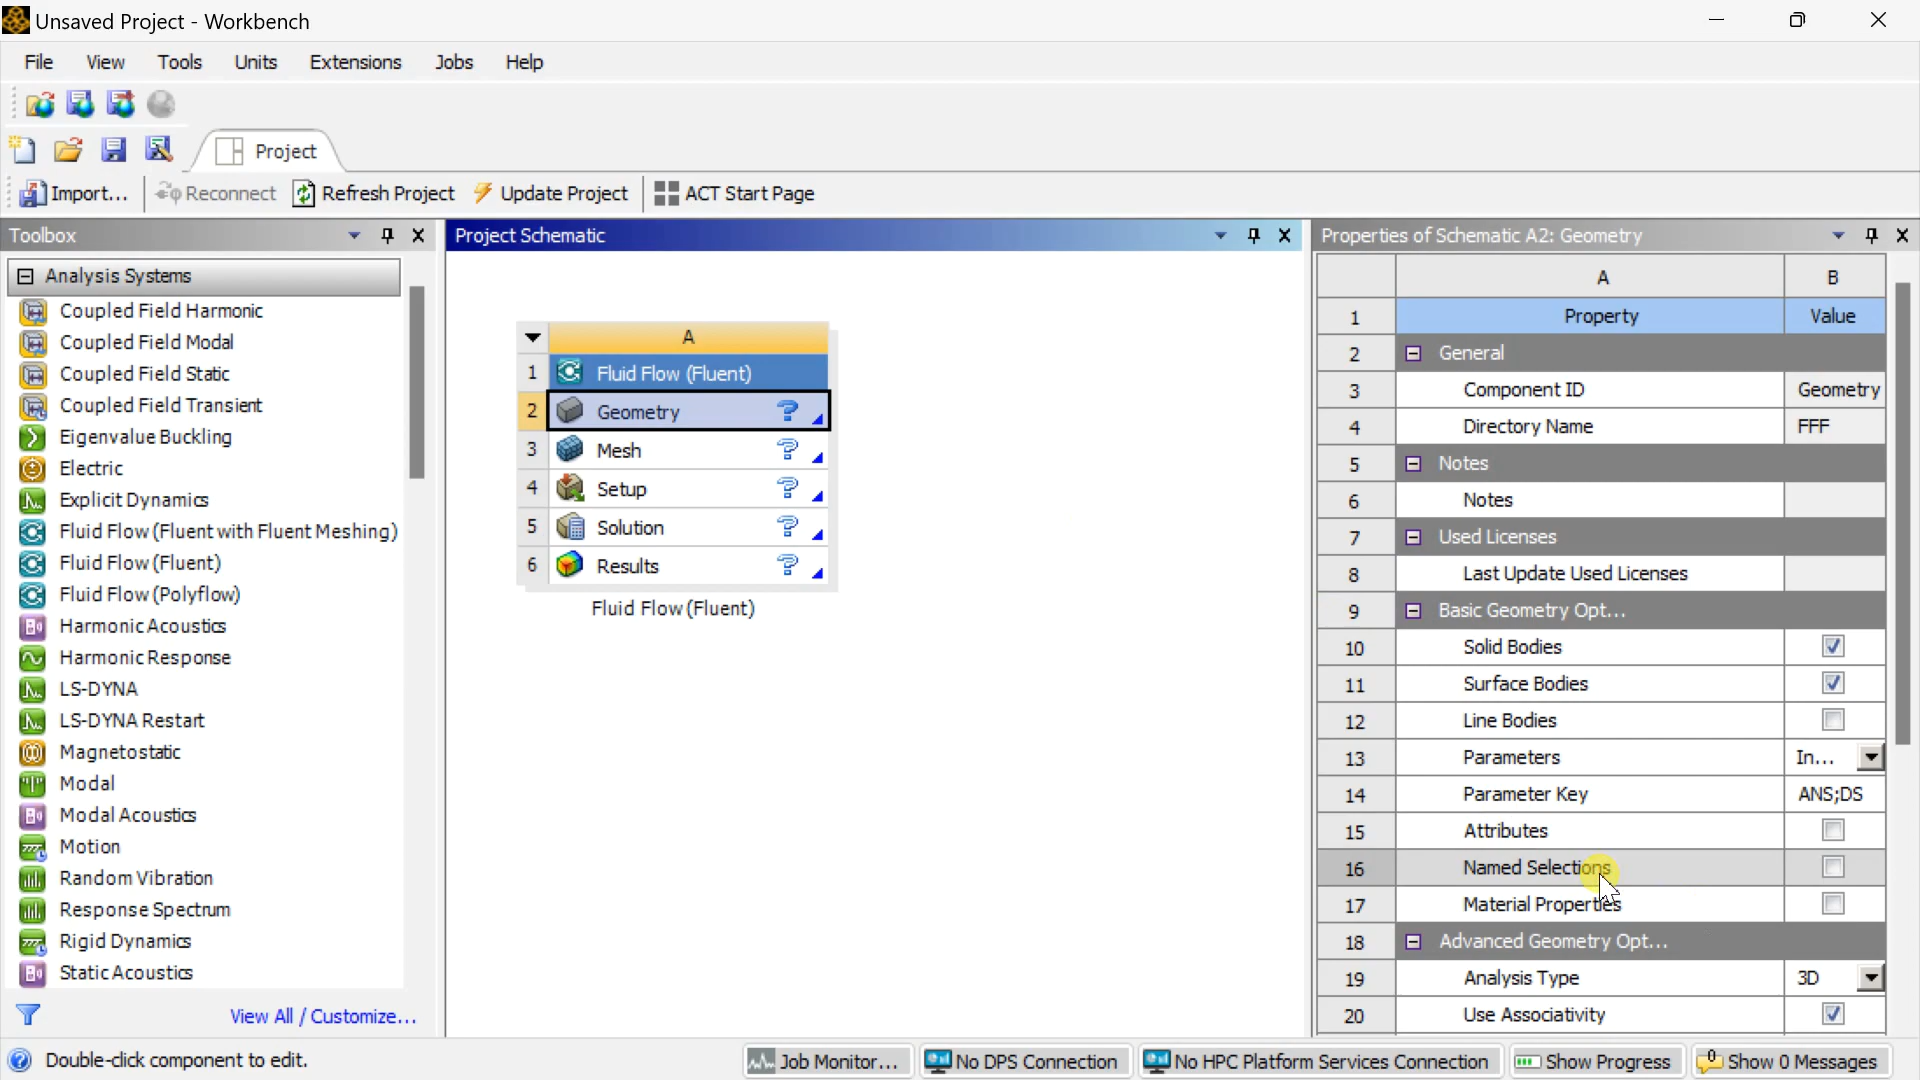 Unsaved Project - Workbench
File View Tools Units Extensions Jobs Help
Project
Import... Reconnect Refresh Project Update Project ACT Start Page
Toolbox
Analysis Systems
Coupled Field Harmonic
Coupled Field Modal
Coupled Field Static
Coupled Field Transient
Eigenvalue Buckling
Electric
Explicit Dynamics
Fluid Flow (Fluent with Fluent Meshing)
Fluid Flow (Fluent)
Fluid Flow (Polyflow)
Harmonic Acoustics
Harmonic Response
LS-DYNA
LS-DYNA Restart
Magnetostatic
Modal
Modal Acoustics
Motion
Random Vibration
Response Spectrum
Rigid Dynamics
Static Acoustics
View All / Customize...
Project Schematic
A
1 Fluid Flow (Fluent)
2 Geometry ?
3 Mesh ?
4 Setup ?
5 Solution ?
6 Results ?
Fluid Flow (Fluent)
Properties of Schematic A2: Geometry
A B
1 Property Value
2 General
3 Component ID Geometry
4 Directory Name FFF
5 Notes
6 Notes
7 Used Licenses
8 Last Update Used Licenses
9 Basic Geometry Opt...
10 Solid Bodies
11 Surface Bodies
12 Line Bodies
13 Parameters In...
14 Parameter Key ANS;DS
15 Attributes
16 Named Selections
17 Material Properties
18 Advanced Geometry Opt...
19 Analysis Type 3D
20 Use Associativity
? Double-click component to edit.
Job Monitor... No DPS Connection No HPC Platform Services Connection Show Progress 0 Show 0 Messages